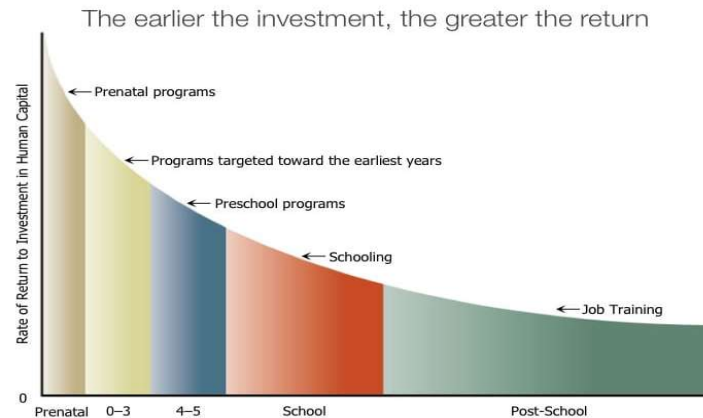 The earlier the investment, the greater the return
Rate of Return to Investment in Human Capital
Prenatal programs
Programs targeted toward the earliest years
Preschool programs
Schooling
Job Training
0
Prenatal
0–3
4–5
School
Post-School